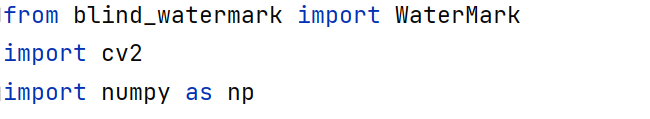 from blind_watermark import WaterMark
import cv2
import numpy as np